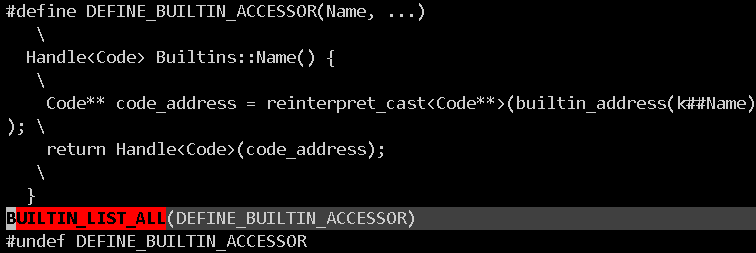 #define DEFINE_BUILTIN_ACCESSOR(Name, ...)
\
Handle<Code> Builtins::Name() {
\
Code** code_address = reinterpret_cast<Code**>(builtin_address(k##Name)
); \
return Handle<Code>(code_address);
\
}
BUILTIN_LIST_ALL(DEFINE_BUILTIN_ACCESSOR)
#undef DEFINE_BUILTIN_ACCESSOR